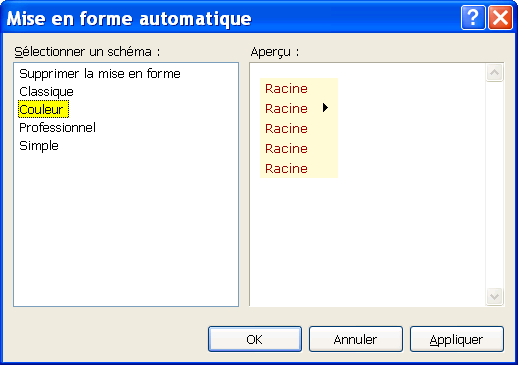 Mise en forme automatique
Sélectionner un schéma :
Supprimer la mise en forme
Classique
Couleur
Professionnel
Simple
Aperçu :
Racine
Racine
Racine
Racine
Racine
OK
Annuler
Appliquer